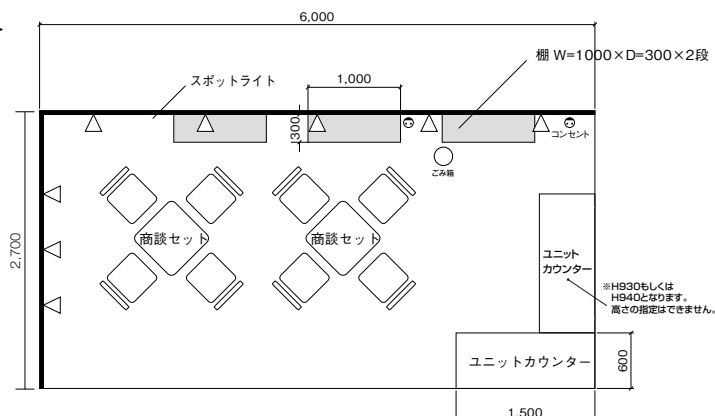 6,000
棚 W=1000×D=300×2段
スポットライト
1,000
300
コンセント
ごみ箱
2,700
商談セット
商談セット
ユニット
カウンター
※H930もしくは
H940となります。
高さの指定はできません。
ユニットカウンター
600
1,500